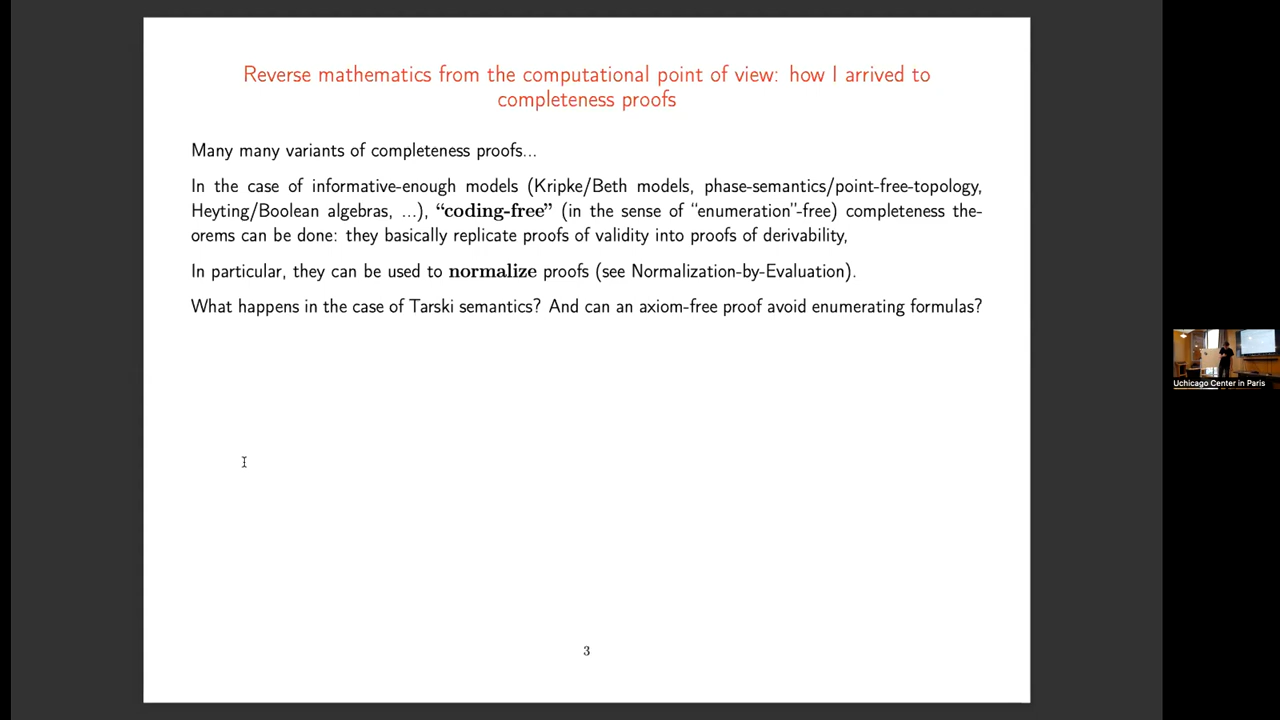 Reverse mathematics from the computational point of view: how I arrived to
completeness proofs
Many many variants of completeness proofs...
In the case of informative-enough models (Kripke/Beth models, phase-semantics/point-free-topology,
Heyting/Boolean algebras, ...), “coding-free” (in the sense of “enumeration”-free) completeness the-
orems can be done: they basically replicate proofs of validity into proofs of derivability,
In particular, they can be used to normalize proofs (see Normalization-by-Evaluation).
What happens in the case of Tarski semantics? And can an axiom-free proof avoid enumerating formulas?
3
Uchicago Center in Paris